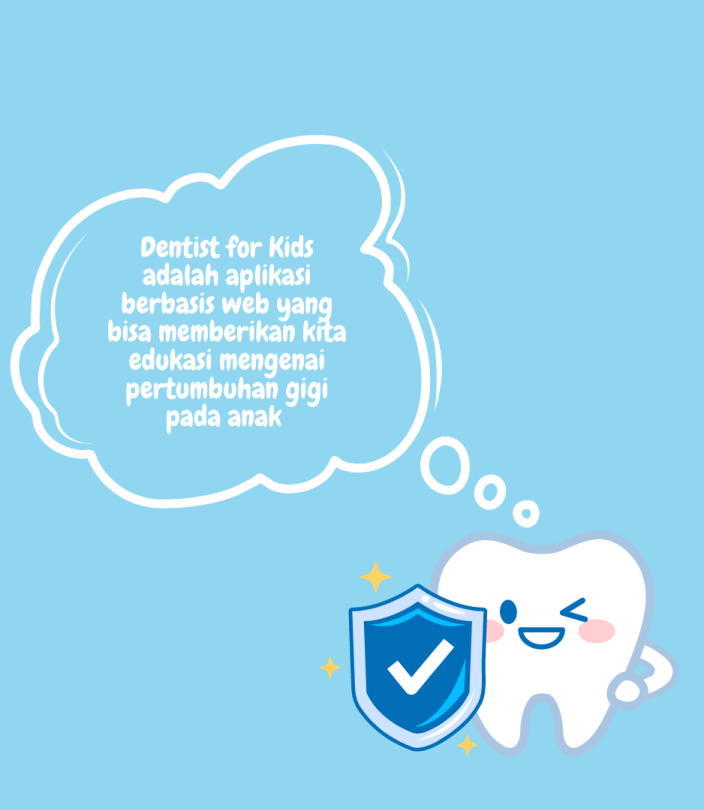 Dentist for Kids
adalah aplikasi
berbasis web yang
bisa memberikan kita
edukasi mengenai
pertumbuhan gigi
pada anak